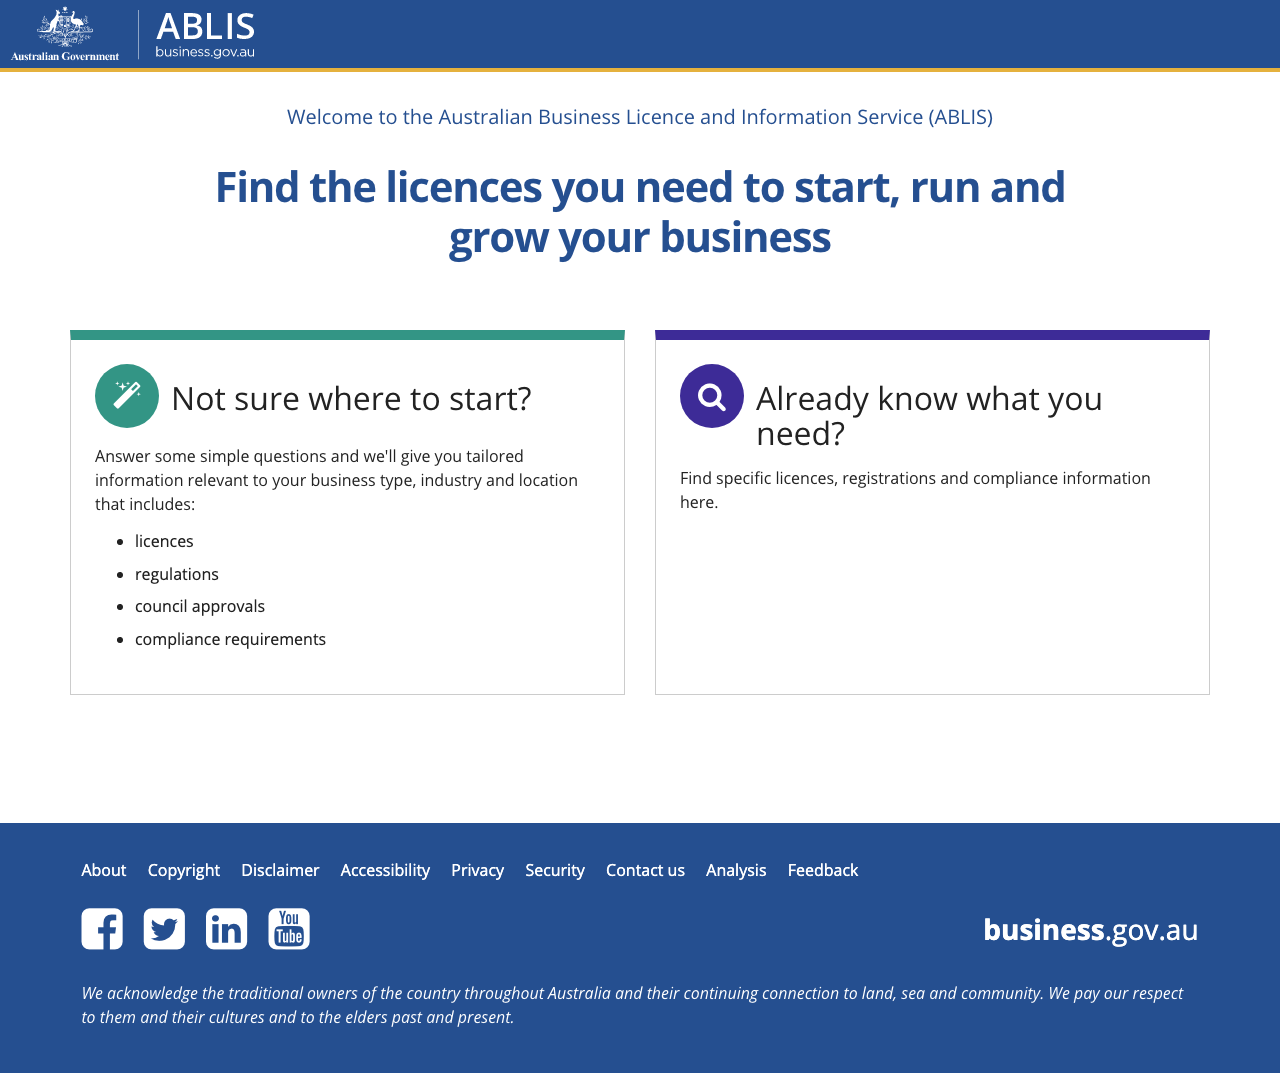 Australian Government
ABLIS
business.gov.au
Welcome to the Australian Business Licence and Information Service (ABLIS)
Find the licences you need to start, run and
grow your business
Not sure where to start?
Answer some simple questions and we'll give you tailored
information relevant to your business type, industry and location
that includes:
licences
regulations
council approvals
compliance requirements
Already know what you
need?
Find specific licences, registrations and compliance information
here.
About Copyright Disclaimer Accessibility Privacy Security Contact us Analysis Feedback
You
Tube
business.gov.au
We acknowledge the traditional owners of the country throughout Australia and their continuing connection to land, sea and community. We pay our respect
to them and their cultures and to the elders past and present.